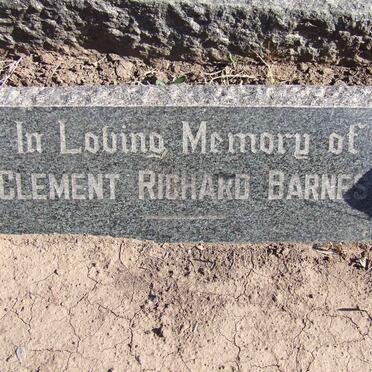 In Loving Memory of
CLEMENT RICHARD BARNES